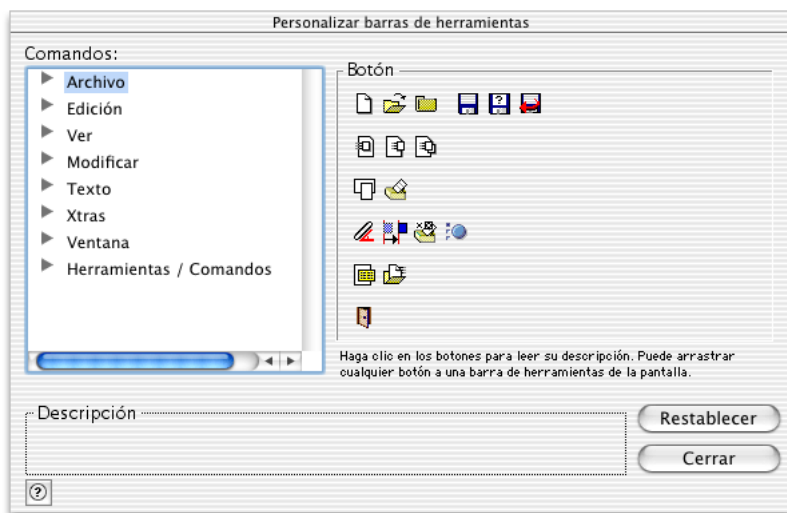 Personalizar barras de herramientas
Comandos:
Archivo
Edición
Ver
Modificar
Texto
Xtras
Ventana
Herramientas / Comandos
Botón
?
Haga clic en los botones para leer su descripción. Puede arrastrar
cualquier botón a una barra de herramientas de la pantalla.
Descripción
Restablecer
Cerrar
?